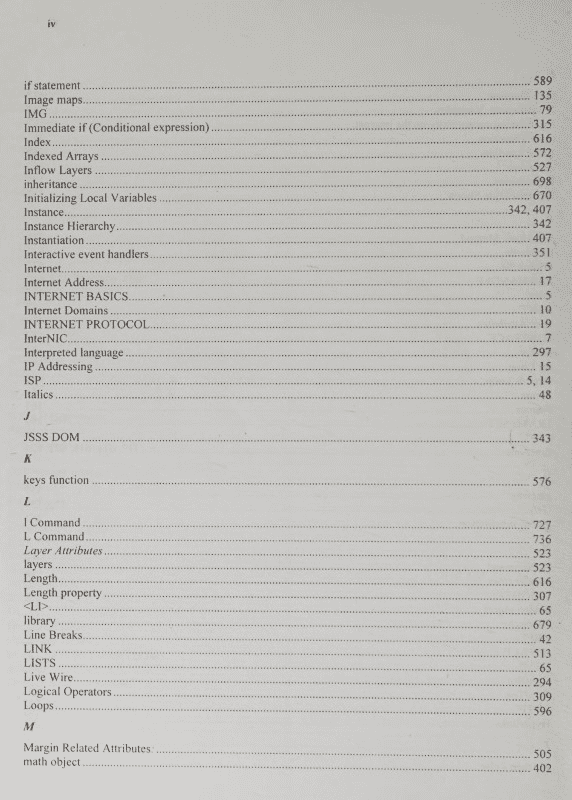 iv
if statement ........ 589
Image maps ........ 135
IMG ........ 79
Immediate if (Conditional expression) ........ 315
Index ........ 616
Indexed Arrays ........ 572
Inflow Layers ........ 527
inheritance ........ 698
Initializing Local Variables ........ 670
Instance ........ 342, 407
Instance Hierarchy ........ 342
Instantiation ........ 407
Interactive event handlers ........ 351
Internet ........ 5
Internet Address ........ 17
INTERNET BASICS ........ 5
Internet Domains ........ 10
INTERNET PROTOCOL ........ 19
InterNIC ........ 7
Interpreted language ........ 297
IP Addressing ........ 15
ISP ........ 5, 14
Italics ........ 48
J
JSSS DOM ........ 343
K
keys function ........ 576
L
l Command ........ 727
L Command ........ 736
Layer Attributes ........ 523
layers ........ 523
Length ........ 616
Length property ........ 307
<LI> ........ 65
library ........ 679
Line Breaks ........ 42
LINK ........ 513
LISTS ........ 65
Live Wire ........ 294
Logical Operators ........ 309
Loops ........ 596
M
Margin Related Attributes ........ 505
math object ........ 402